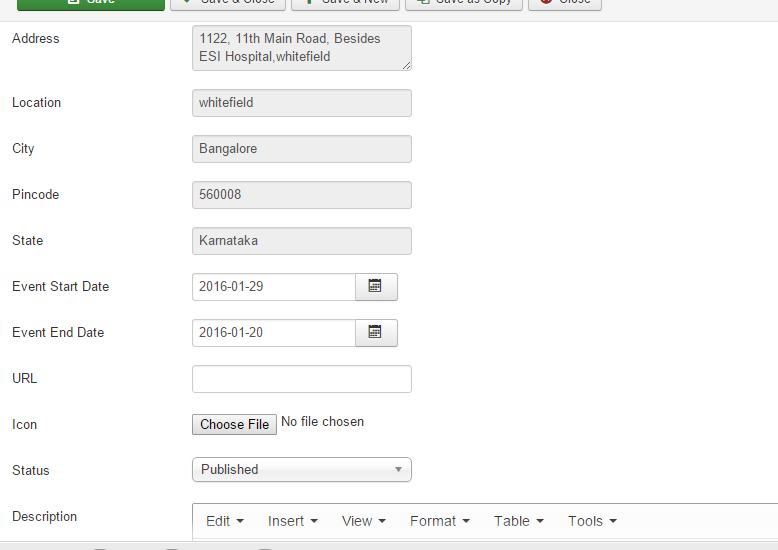 Save Save & Close Save & New Save as Copy Close
Address 1122, 11th Main Road, Besides
ESI Hospital,whitefield
Location whitefield
City Bangalore
Pincode 560008
State Karnataka
Event Start Date 2016-01-29
Event End Date 2016-01-20
URL
Icon Choose File No file chosen
Status Published
Description Edit Insert View Format Table Tools